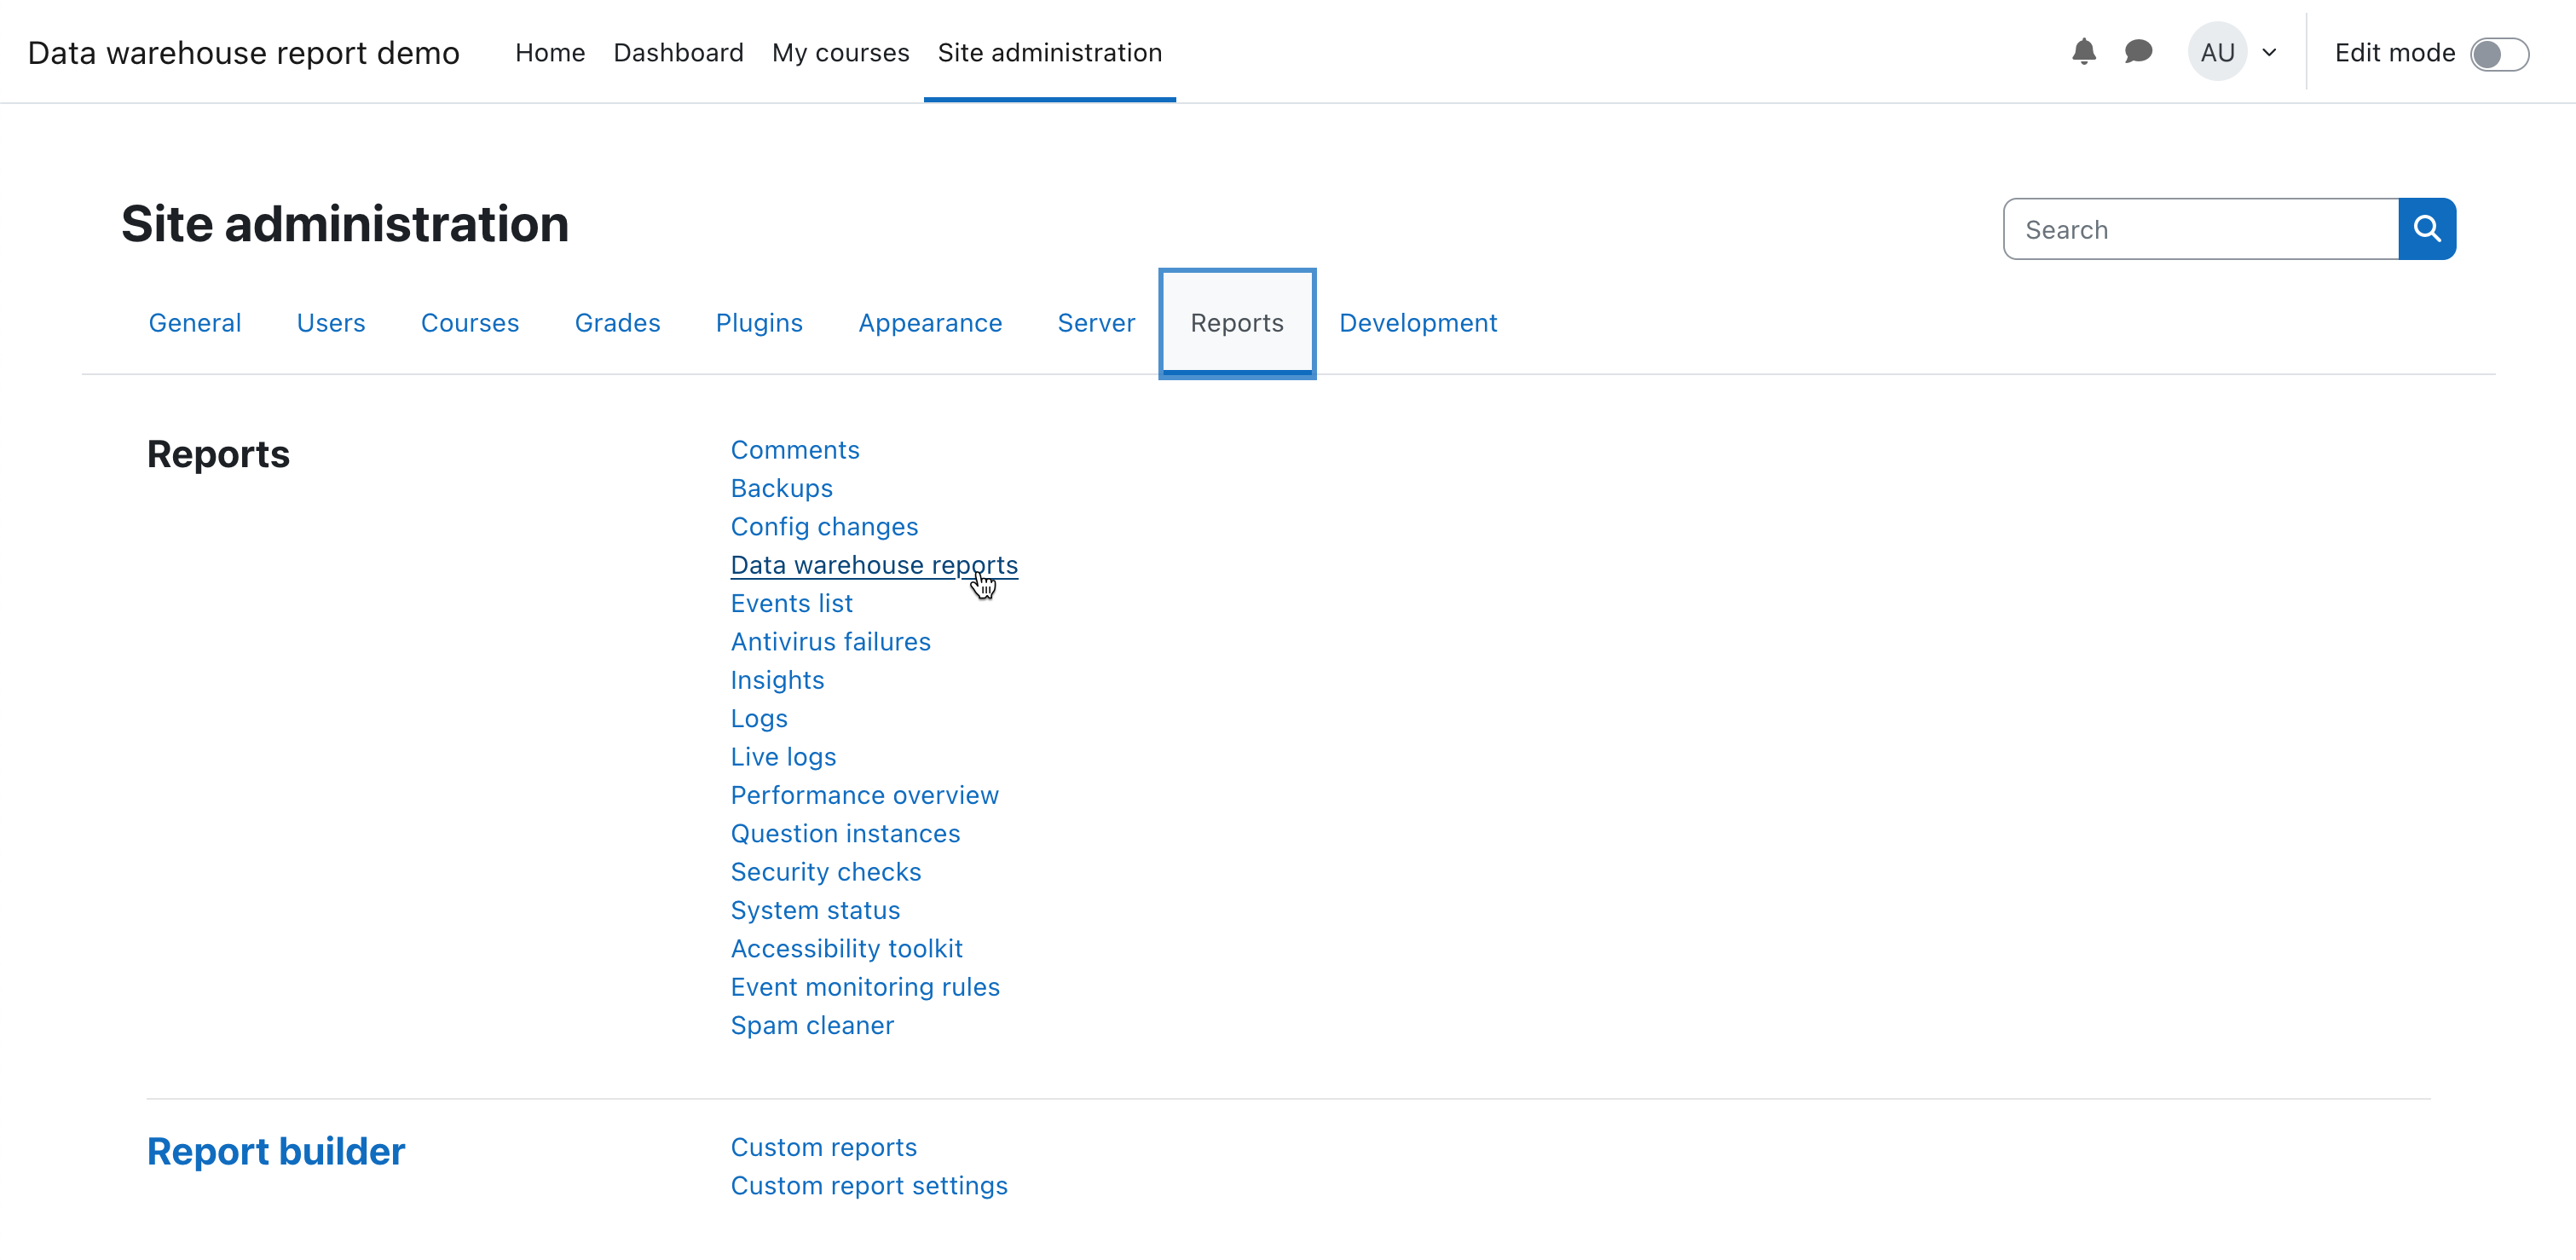 Data warehouse report demo Home Dashboard My courses Site administration AU Edit mode
Site administration
Search
General Users Courses Grades Plugins Appearance Server Reports Development
Reports
Comments
Backups
Config changes
Data warehouse reports
Events list
Antivirus failures
Insights
Logs
Live logs
Performance overview
Question instances
Security checks
System status
Accessibility toolkit
Event monitoring rules
Spam cleaner
Report builder
Custom reports
Custom report settings